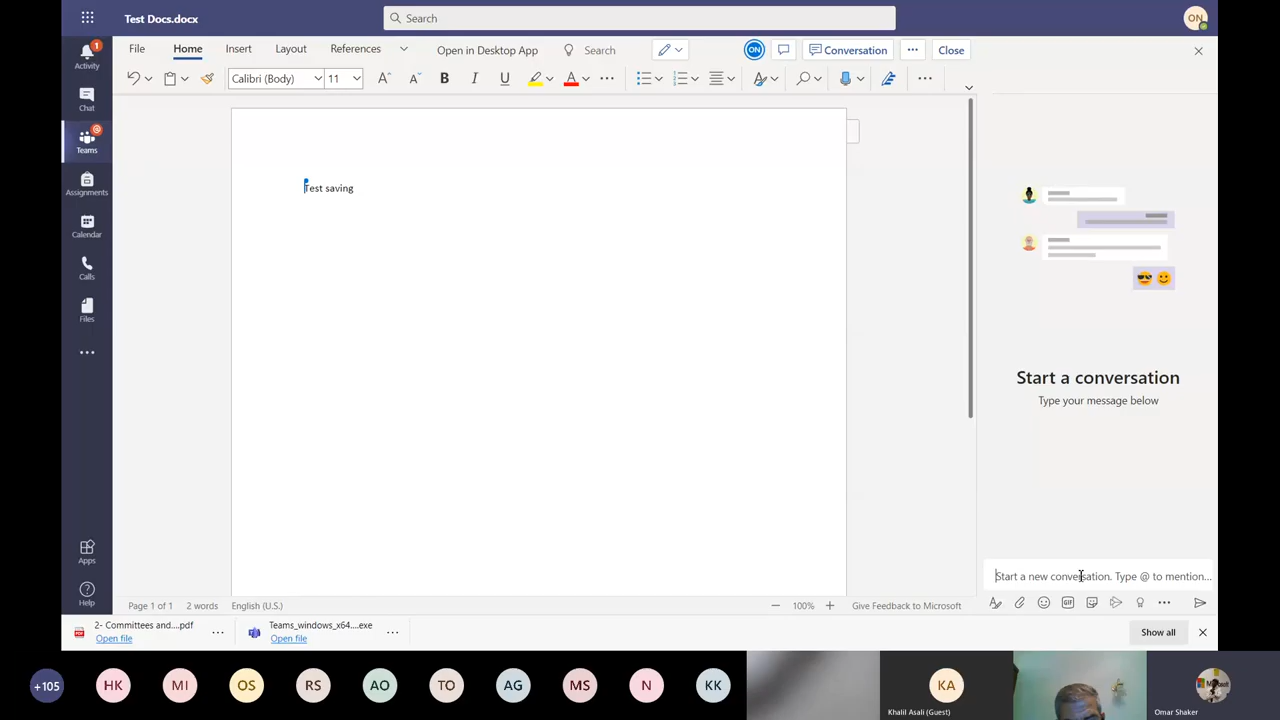 Test Docs.docx
Search
ON
1
Activity
Chat
Teams
Assignments
Calendar
Calls
Files
Apps
Help
File
Home
Insert
Layout
References
Open in Desktop App
Search
ON
Conversation
Close
Calibri (Body)
11
A
A
B
I
U
A
Test saving
Start a conversation
Type your message below
Start a new conversation. Type @ to mention...
GIF
Page 1 of 1
2 words
English (U.S.)
100%
Give Feedback to Microsoft
2- Committees and....pdf
Open file
Teams_windows_x64....exe
Open file
Show all
+105
HK
MI
OS
RS
AO
TO
AG
MS
N
KK
KA
Khalil Asali (Guest)
Omar Shaker